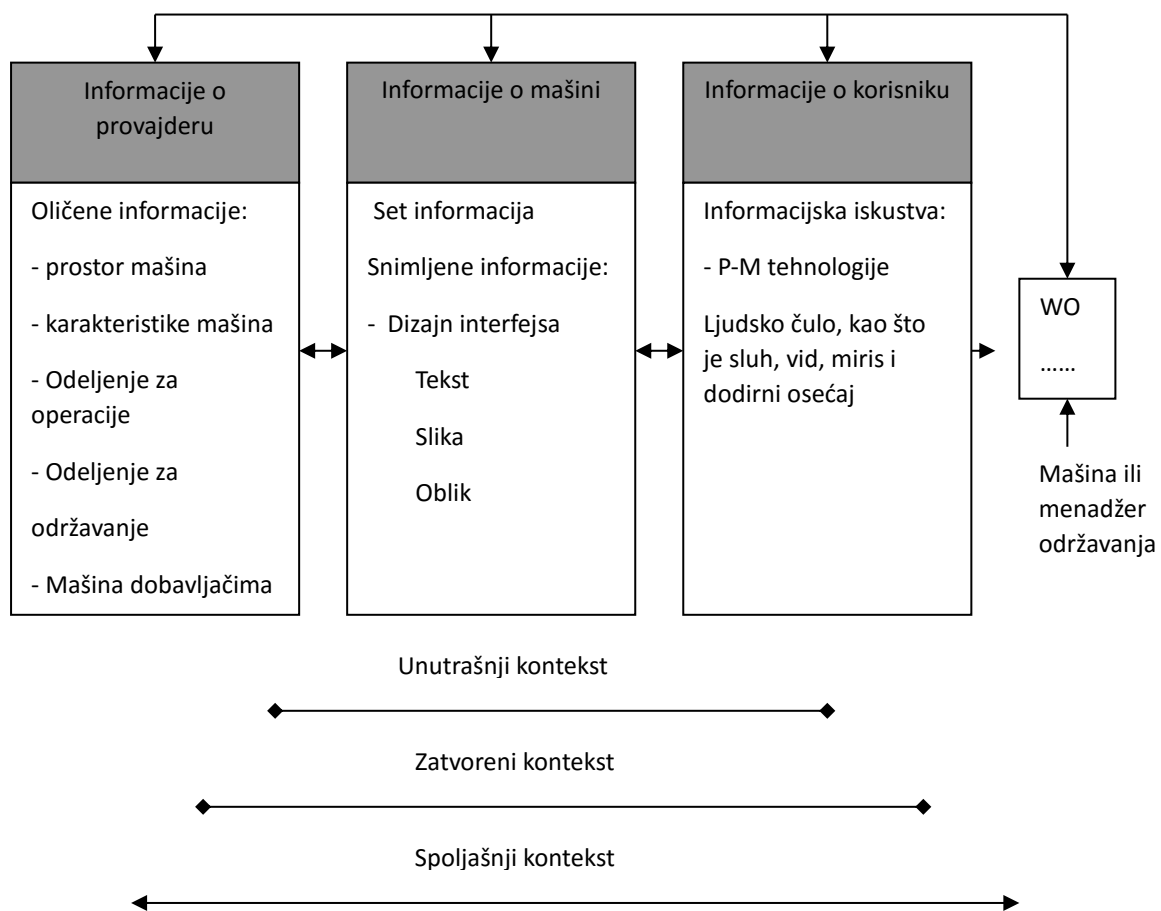 Informacije o
provajderu
Oličene informacije:
- prostor mašina
- karakteristike mašina
- Odeljenje za
operacije
- Odeljenje za
održavanje
- Mašina dobavljačima
Informacije o mašini
Set informacija
Snimljene informacije:
- Dizajn interfejsa
Tekst
Slika
Oblik
Informacije o korisniku
Informacijska iskustva:
- P-M tehnologije
Ljudsko čulo, kao što
je sluh, vid, miris i
dodirni osećaj
WO
......
Mašina ili
menadžer
održavanja
Unutrašnji kontekst
Zatvoreni kontekst
Spoljašnji kontekst